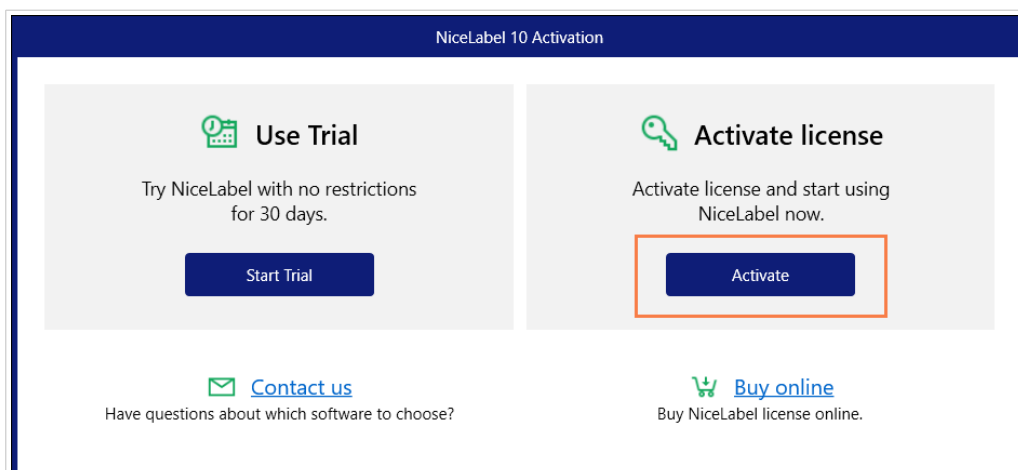 NiceLabel 10 Activation
Use Trial
Try NiceLabel with no restrictions
for 30 days.
Start Trial
Activate license
Activate license and start using
NiceLabel now.
Activate
Contact us
Have questions about which software to choose?
Buy online
Buy NiceLabel license online.